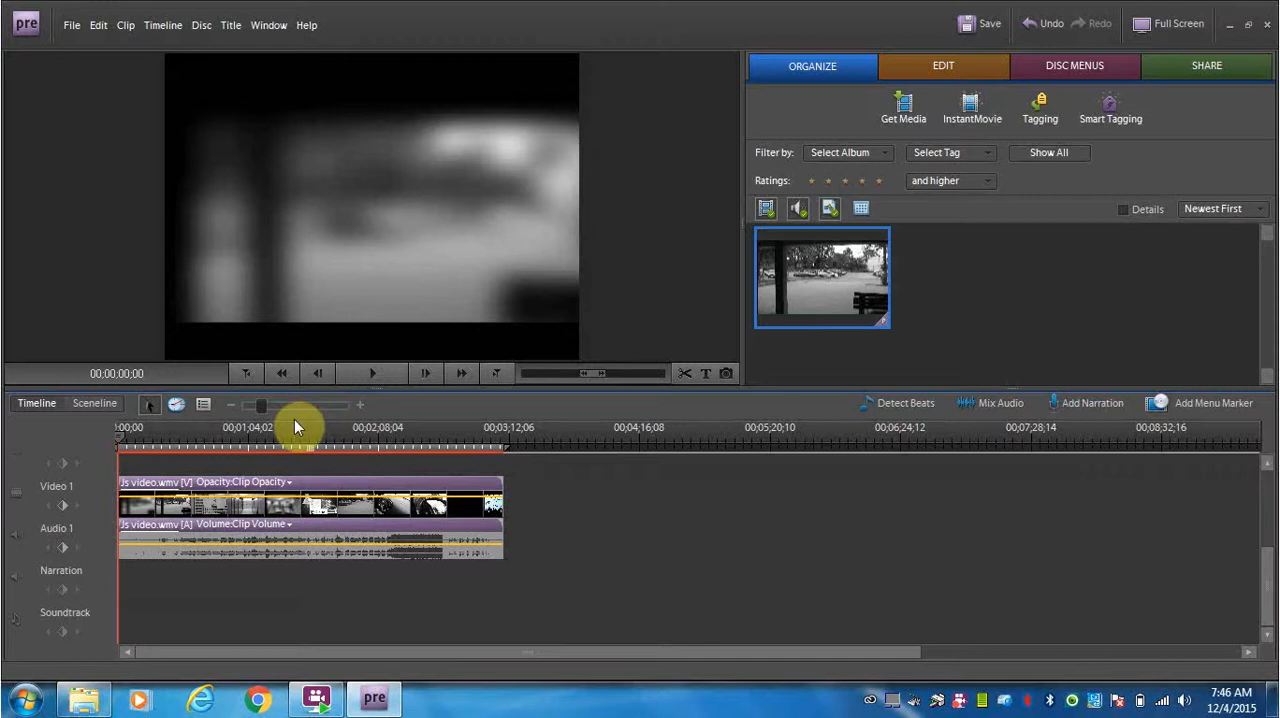 pre File Edit Clip Timeline Disc Title Window Help Save Undo Redo Full Screen
ORGANIZE EDIT DISC MENUS SHARE
Get Media InstantMovie Tagging Smart Tagging
Filter by: Select Album Select Tag Show All
Ratings: and higher
Details Newest First
00;00;00;00
T
Timeline Sceneline Detect Beats Mix Audio Add Narration Add Menu Marker
;00;00 00;01;04;02 00;02;08;04 00;03;12;06 00;04;16;08 00;05;20;10 00;06;24;12 00;07;28;14 00;08;32;16
Video 1 Js video.wmv [V] Opacity:Clip Opacity
Audio 1 Js video.wmv [A] Volume:Clip Volume
Narration
Soundtrack
pre 7:46 AM
12/4/2015